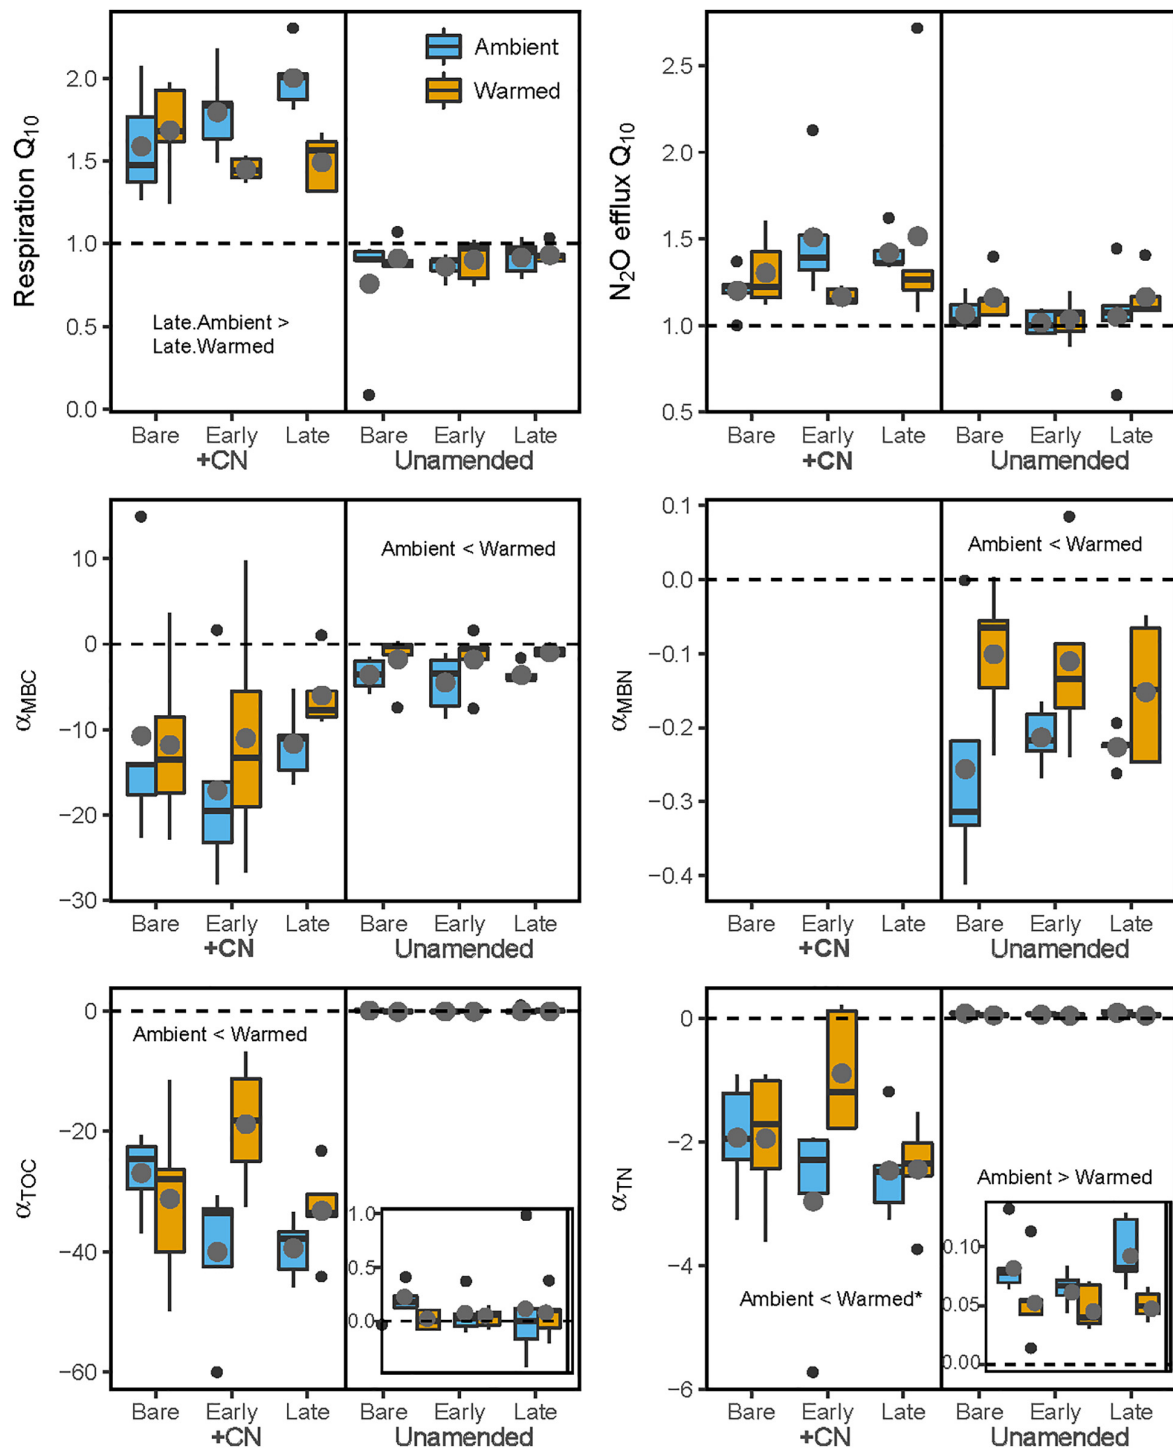 Respiration Q10
2.0
1.5
1.0
0.5
0.0
Ambient
Warmed
Late.Ambient >
Late.Warmed
Bare Early Late Bare Early Late
+CN Unamended
N2O efflux Q10
2.5
2.0
1.5
1.0
0.5
Bare Early Late Bare Early Late
+CN Unamended
αMBC
10
0
−10
−20
−30
Ambient < Warmed
Bare Early Late Bare Early Late
+CN Unamended
αMBN
0.1
0.0
−0.1
−0.2
−0.3
−0.4
Ambient < Warmed
Bare Early Late Bare Early Late
+CN Unamended
αTOC
0
−20
−40
−60
Ambient < Warmed
1.0
0.5
0.0
Bare Early Late Bare Early Late
+CN Unamended
αTN
0
−2
−4
−6
Ambient < Warmed*
Ambient > Warmed
0.10
0.05
0.00
Bare Early Late Bare Early Late
+CN Unamended